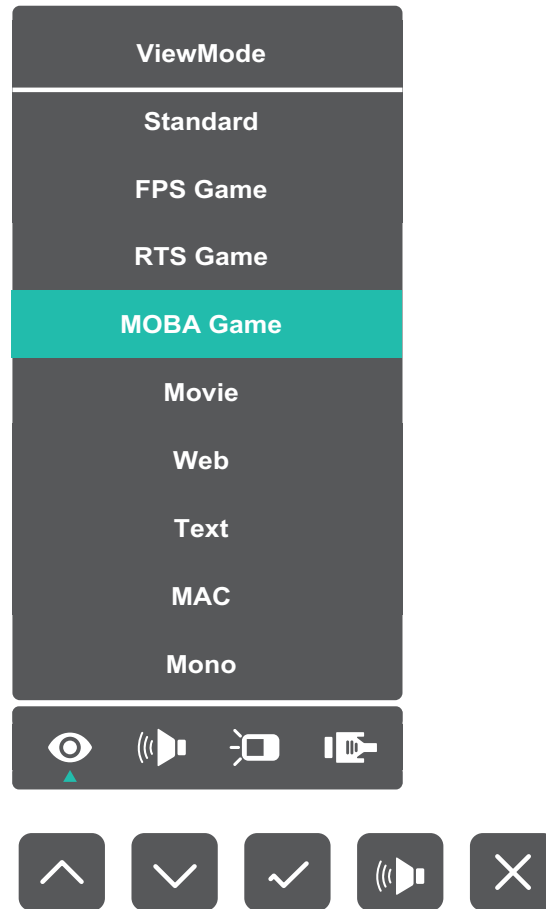 ViewMode
Standard
FPS Game
RTS Game
MOBA Game
Movie
Web
Text
MAC
Mono